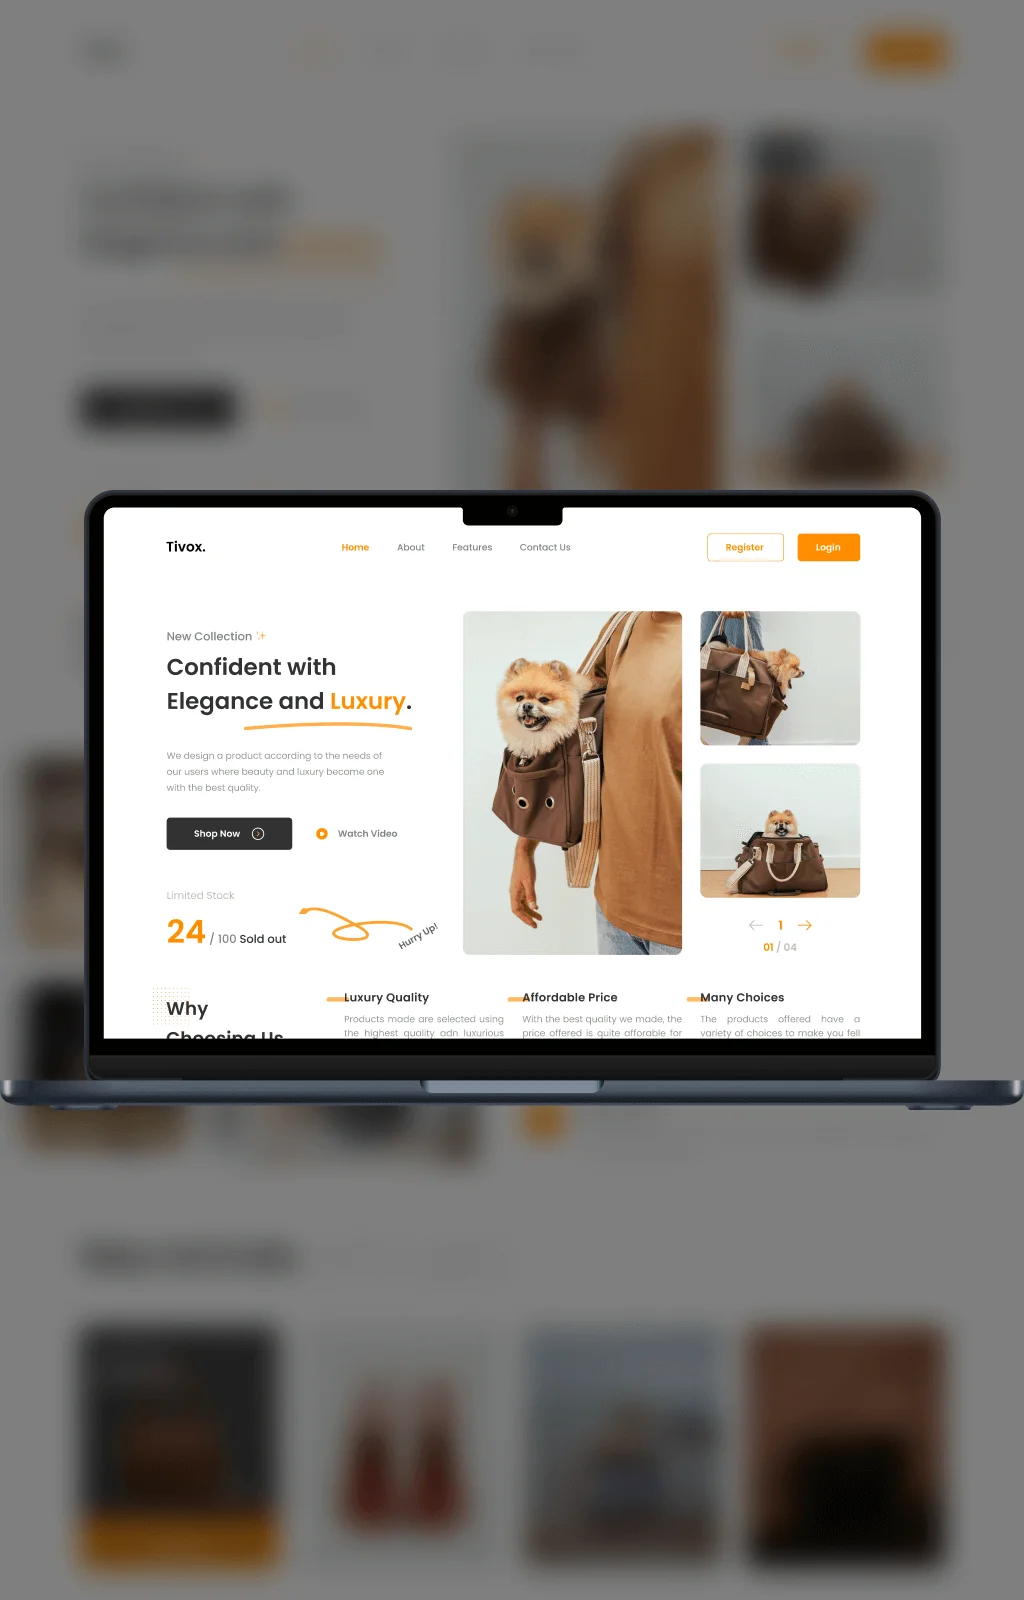 Tivox.
Home
About
Features
Contact Us
Register
Login
New Collection
Confident with
Elegance and Luxury.
We design a product according to the needs of
our users where beauty and luxury become one
with the best quality.
Shop Now
Watch Video
Limited Stock
24 / 100 Sold out
Hurry Up!
1
01 / 04
Why
Choosing Us
Luxury Quality
Products made are selected using
the highest quality adn luxurious
Affordable Price
With the best quality we made, the
price offered is quite afforable for
Many Choices
The products offered have a
variety of choices to make you fell